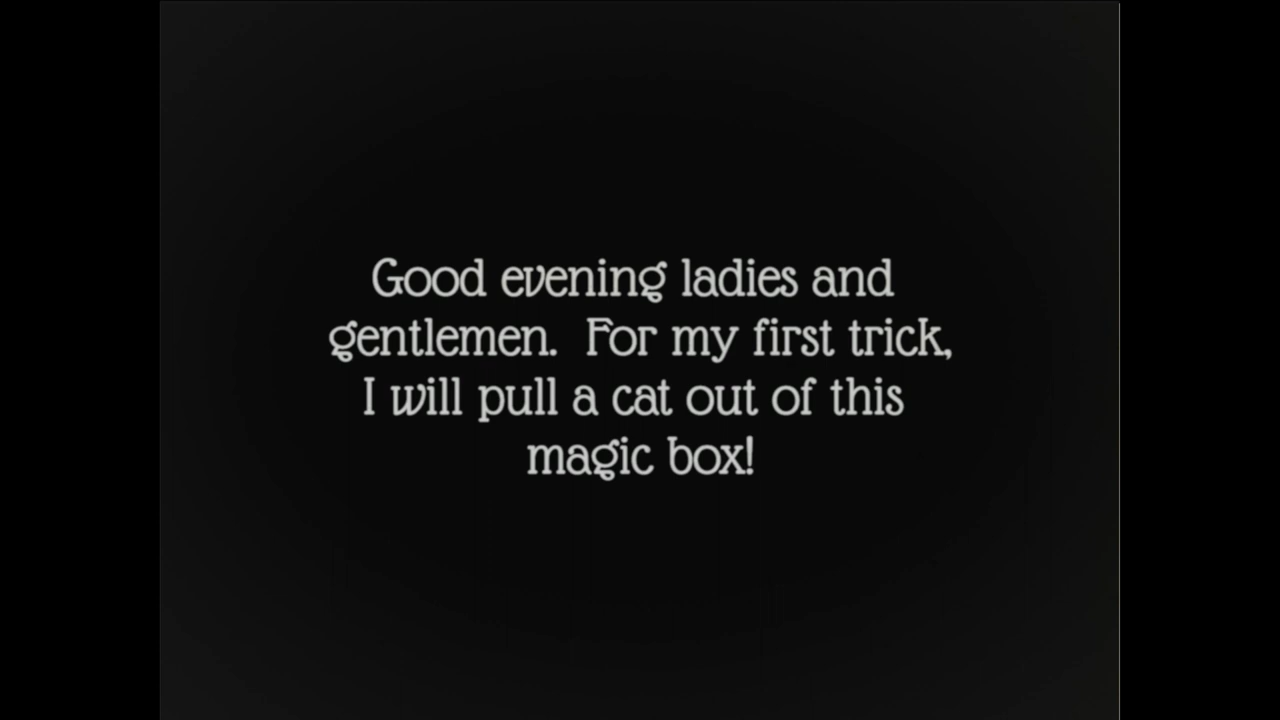 Good evening ladies and
gentlemen.  For my first trick,
I will pull a cat out of this
magic box!